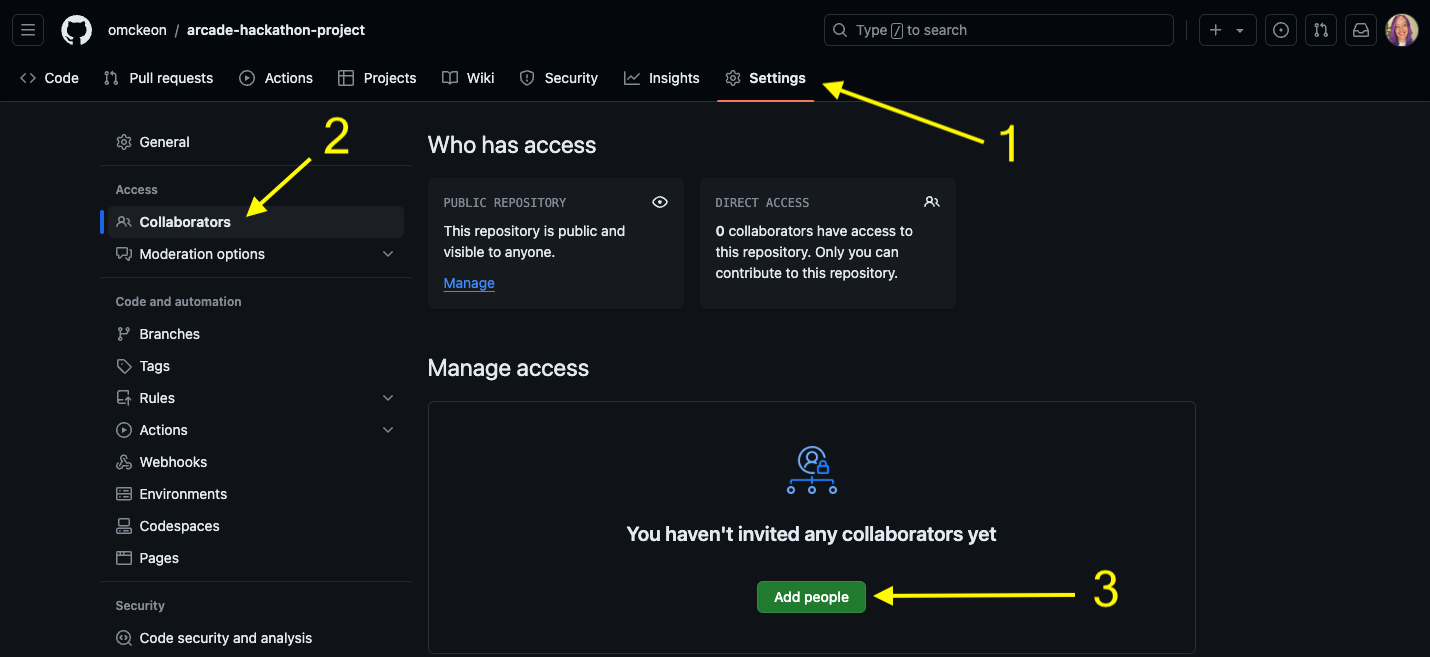 omckeon / arcade-hackathon-project
Type / to search
Code Pull requests Actions Projects Wiki Security Insights Settings
1
2
General
Access
Collaborators
Moderation options
Code and automation
Branches
Tags
Rules
Actions
Webhooks
Environments
Codespaces
Pages
Security
Code security and analysis
Who has access
PUBLIC REPOSITORY
This repository is public and
visible to anyone.
Manage
DIRECT ACCESS
0 collaborators have access to
this repository. Only you can
contribute to this repository.
Manage access
You haven't invited any collaborators yet
Add people
3